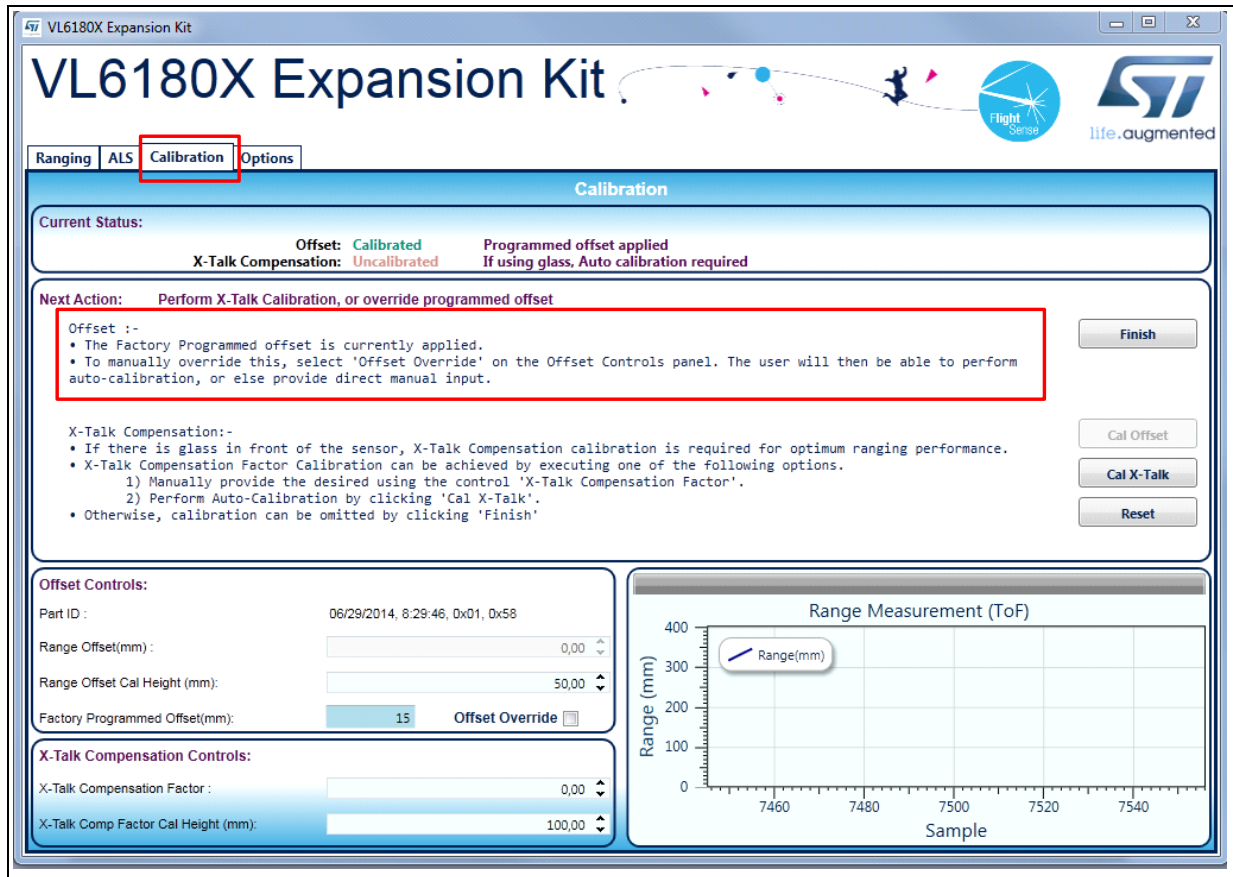 VL6180X Expansion Kit
VL6180X Expansion Kit
Flight
Sense
life.augmented
Ranging ALS Calibration Options
Calibration
Current Status:
Offset: Calibrated Programmed offset applied
X-Talk Compensation: Uncalibrated If using glass, Auto calibration required
Next Action: Perform X-Talk Calibration, or override programmed offset
Offset :-
• The Factory Programmed offset is currently applied.
• To manually override this, select 'Offset Override' on the Offset Controls panel. The user will then be able to perform
auto-calibration, or else provide direct manual input.
Finish
X-Talk Compensation:-
• If there is glass in front of the sensor, X-Talk Compensation calibration is required for optimum ranging performance.
• X-Talk Compensation Factor Calibration can be achieved by executing one of the following options.
1) Manually provide the desired using the control 'X-Talk Compensation Factor'.
2) Perform Auto-Calibration by clicking 'Cal X-Talk'.
• Otherwise, calibration can be omitted by clicking 'Finish'
Cal Offset
Cal X-Talk
Reset
Offset Controls:
Part ID : 06/29/2014, 8:29:46, 0x01, 0x58
Range Offset(mm) : 0,00
Range Offset Cal Height (mm): 50,00
Factory Programmed Offset(mm): 15 Offset Override
X-Talk Compensation Controls:
X-Talk Compensation Factor : 0,00
X-Talk Comp Factor Cal Height (mm): 100,00
Range Measurement (ToF)
Range(mm)
Range (mm)
400
300
200
100
0
7460 7480 7500 7520 7540
Sample